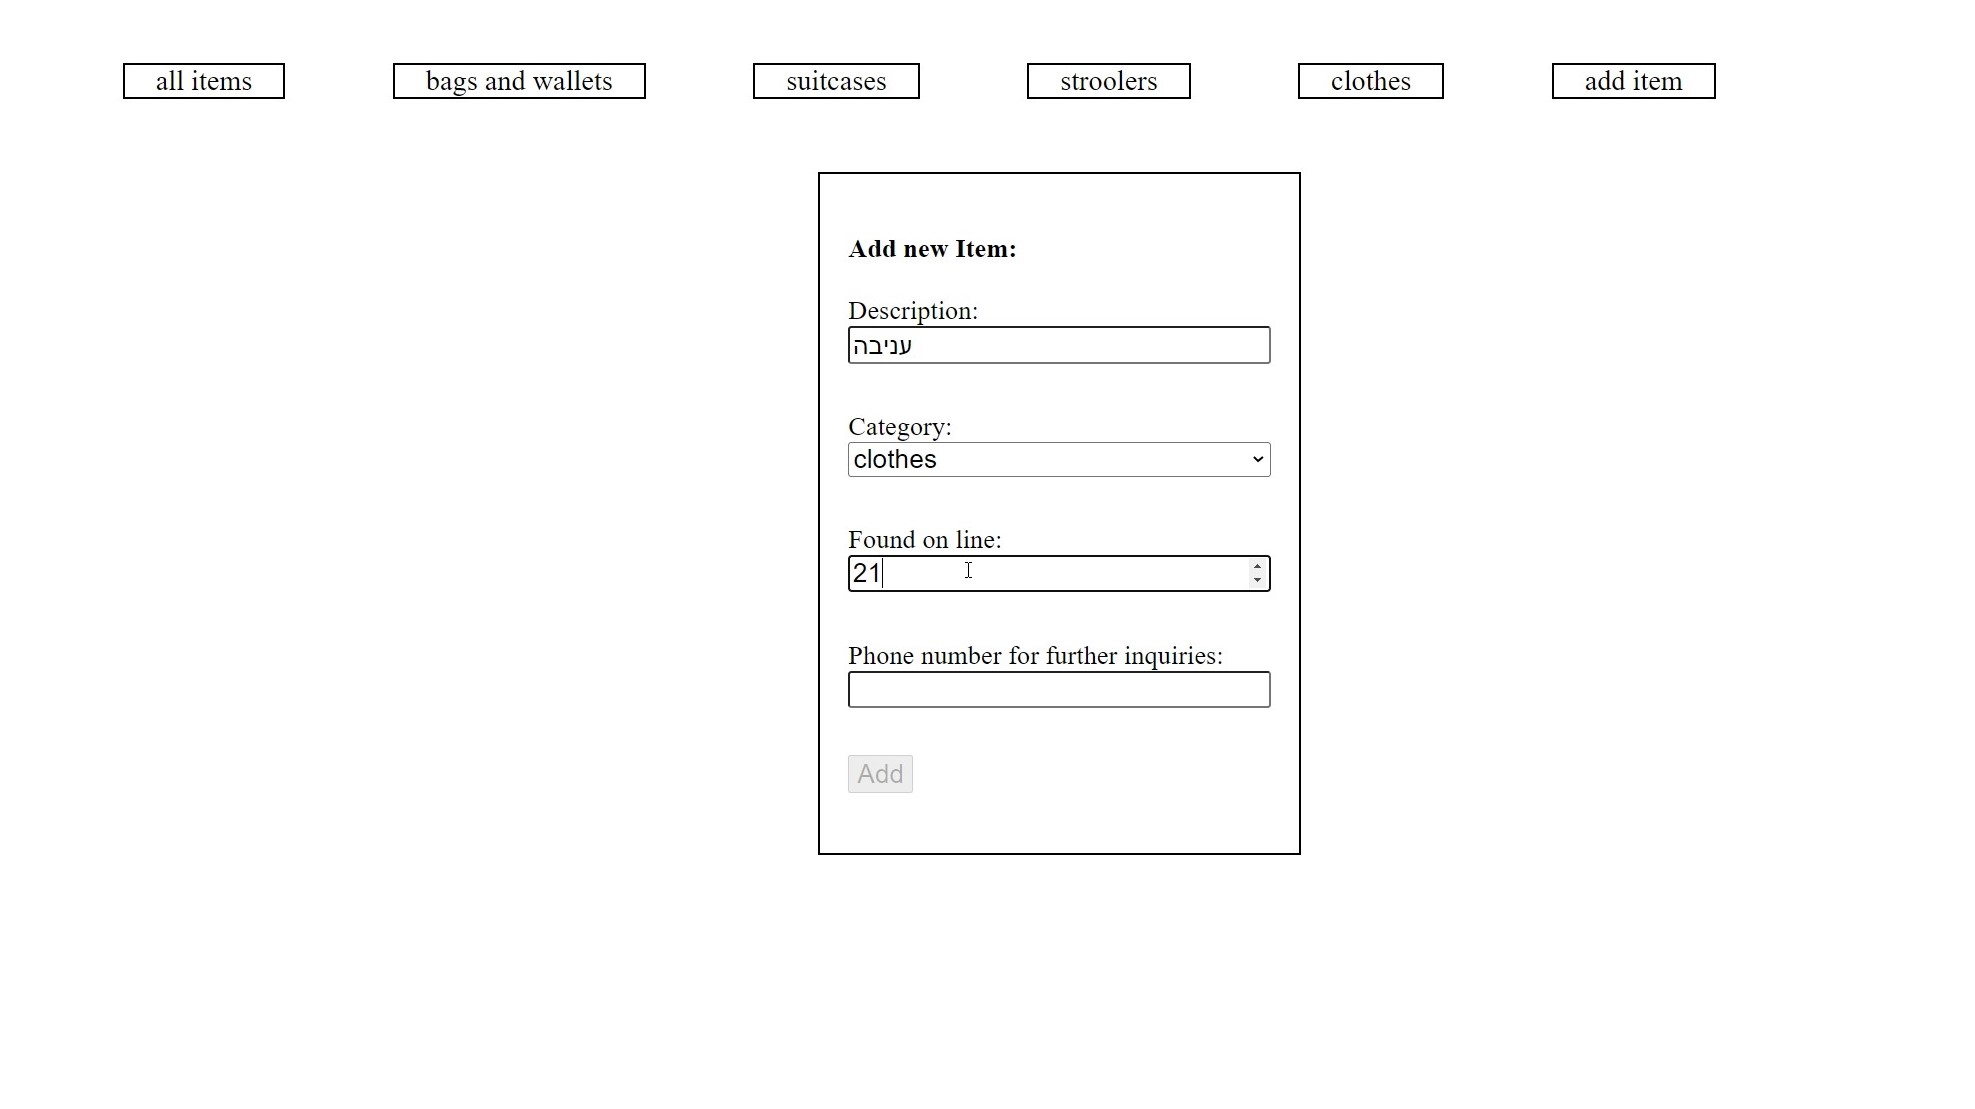 all items bags and wallets suitcases stroolers clothes add item
Add new Item:
Description:
עניבה
Category:
clothes
Found on line:
21
Phone number for further inquiries:
Add